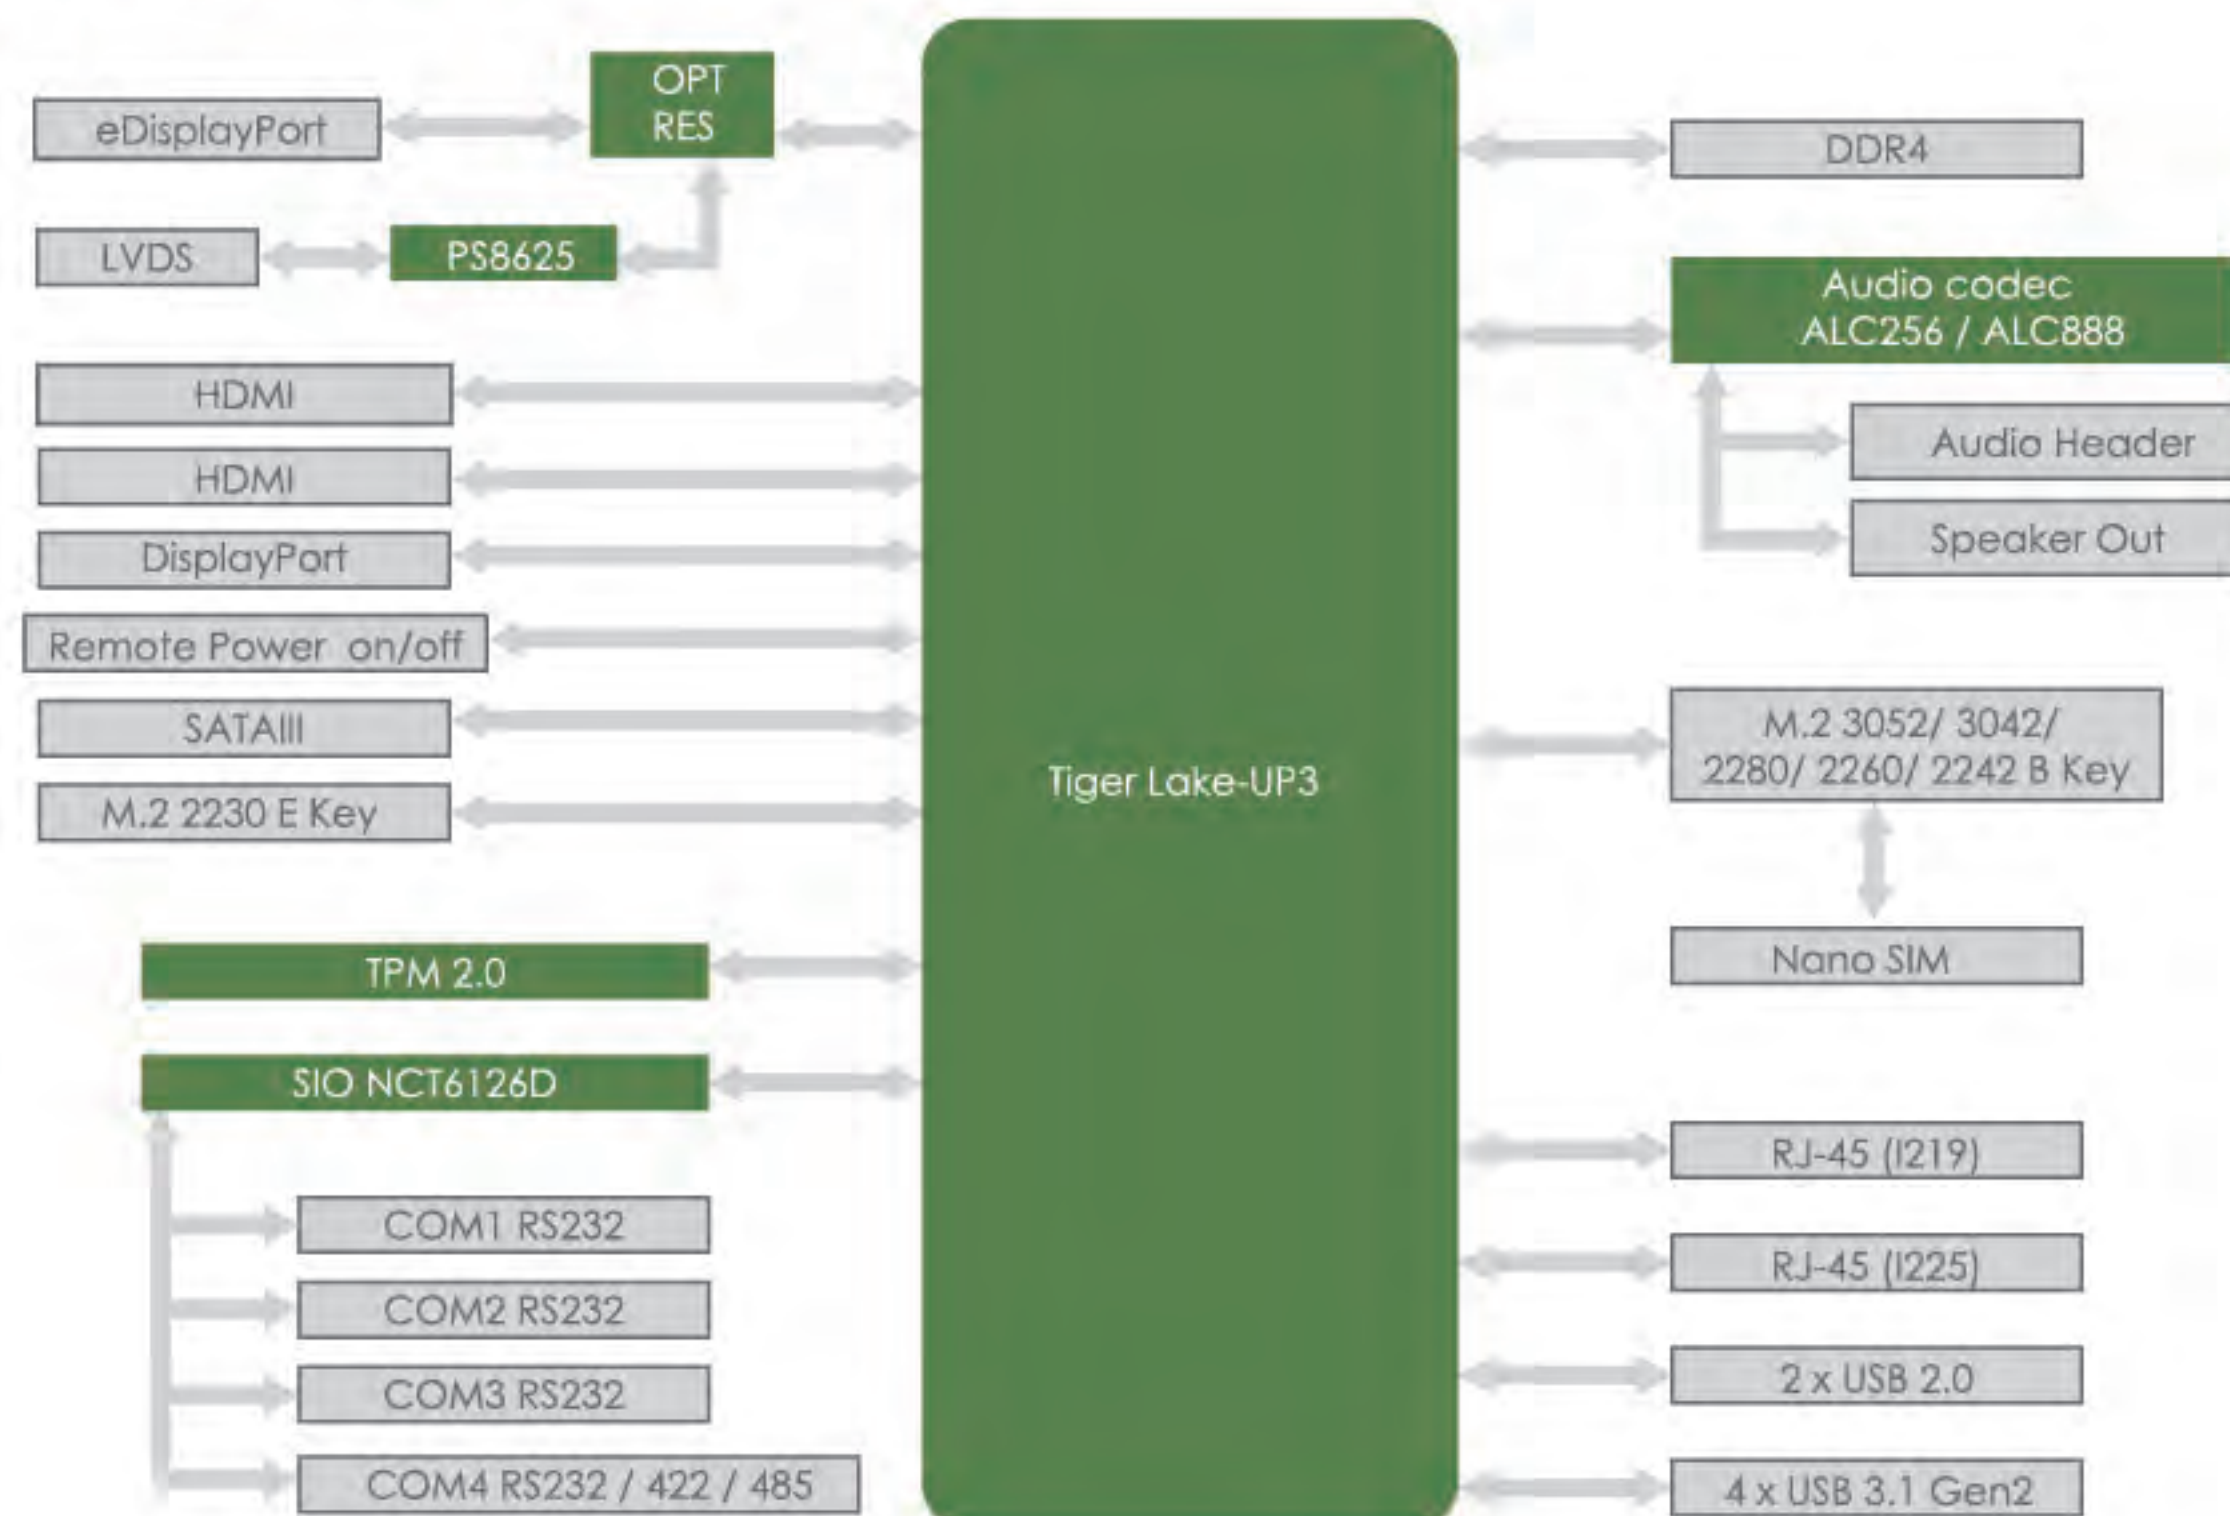 OPT
RES
eDisplayPort
LVDS
PS8625
HDMI
HDMI
DisplayPort
Remote Power on/off
SATAIII
M.2 2230 E Key
TPM 2.0
SIO NCT6126D
COM1 RS232
COM2 RS232
COM3 RS232
COM4 RS232 / 422 / 485
Tiger Lake-UP3
DDR4
Audio codec
ALC256 / ALC888
Audio Header
Speaker Out
M.2 3052/ 3042/
2280/ 2260/ 2242 B Key
Nano SIM
RJ-45 (I219)
RJ-45 (I225)
2 x USB 2.0
4 x USB 3.1 Gen2